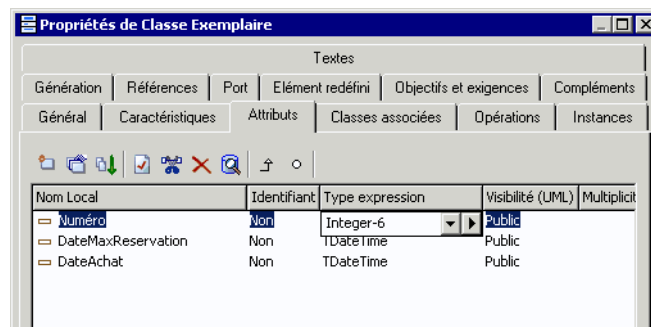 Propriétés de Classe Exemplaire
Textes
Génération Références Port Elément redéfini Objectifs et exigences Compléments
Général Caractéristiques Attributs Classes associées Opérations Instances
Nom Local Identifiant Type expression Visibilité (UML) Multiplicit
Numéro Non Integer-6 Public
DateMaxReservation Non TDateTime Public
DateAchat Non TDateTime Public